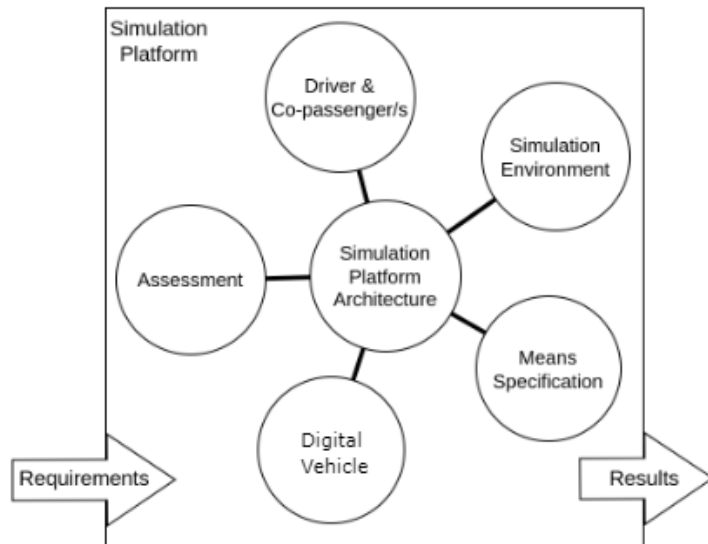 Simulation
Platform
Driver &
Co-passenger/s
Simulation
Environment
Simulation
Platform
Architecture
Assessment
Means
Specification
Digital
Vehicle
Requirements
Results